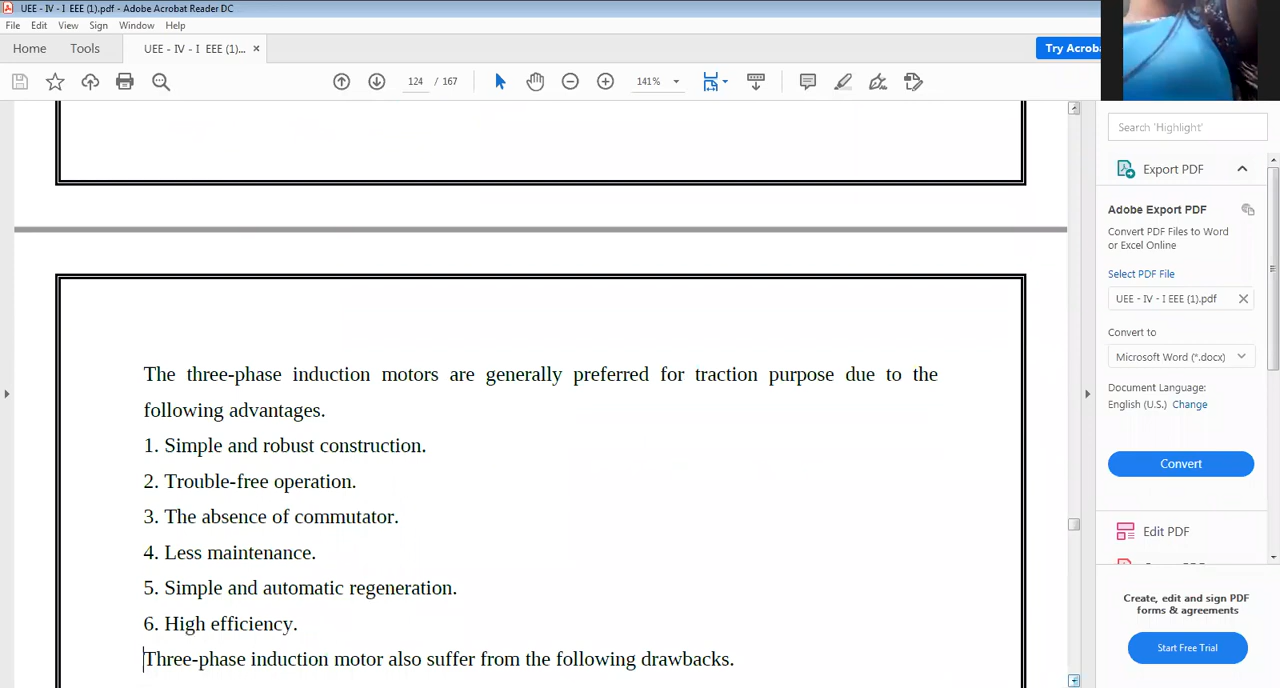 UEE - IV - I EEE (1).pdf - Adobe Acrobat Reader DC
File Edit View Sign Window Help
Home Tools UEE - IV - I EEE (1)... × Try Acroba
124 / 167 141%
The three-phase induction motors are generally preferred for traction purpose due to the
following advantages.
1. Simple and robust construction.
2. Trouble-free operation.
3. The absence of commutator.
4. Less maintenance.
5. Simple and automatic regeneration.
6. High efficiency.
Three-phase induction motor also suffer from the following drawbacks.
Search 'Highlight'
Export PDF
Adobe Export PDF
Convert PDF Files to Word
or Excel Online
Select PDF File
UEE - IV - I EEE (1).pdf
Convert to
Microsoft Word (*.docx)
Document Language:
English (U.S.) Change
Convert
Edit PDF
Create, edit and sign PDF
forms & agreements
Start Free Trial